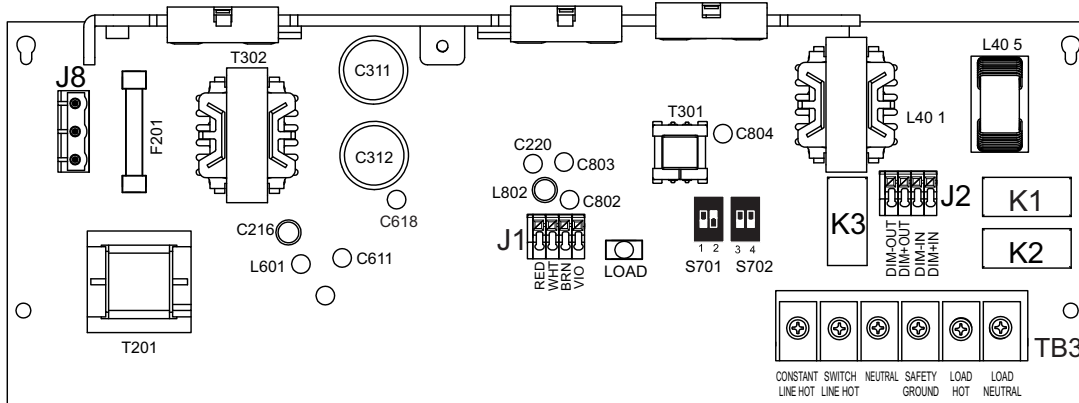 T302
C311
L40 5
J8
F201
T301
C804
L40 1
C312
C220
C803
L802
C802
C618
J2
K1
K3
C216
J1
1 2
3 4
DIM-OUT
DIM+OUT
DIM-IN
DIM+IN
K2
L601
C611
RED
WHT
BRN
VIO
LOAD
S701
S702
T201
TB3
CONSTANT
LINE HOT
SWITCH
LINE HOT
NEUTRAL
SAFETY
GROUND
LOAD
HOT
LOAD
NEUTRAL